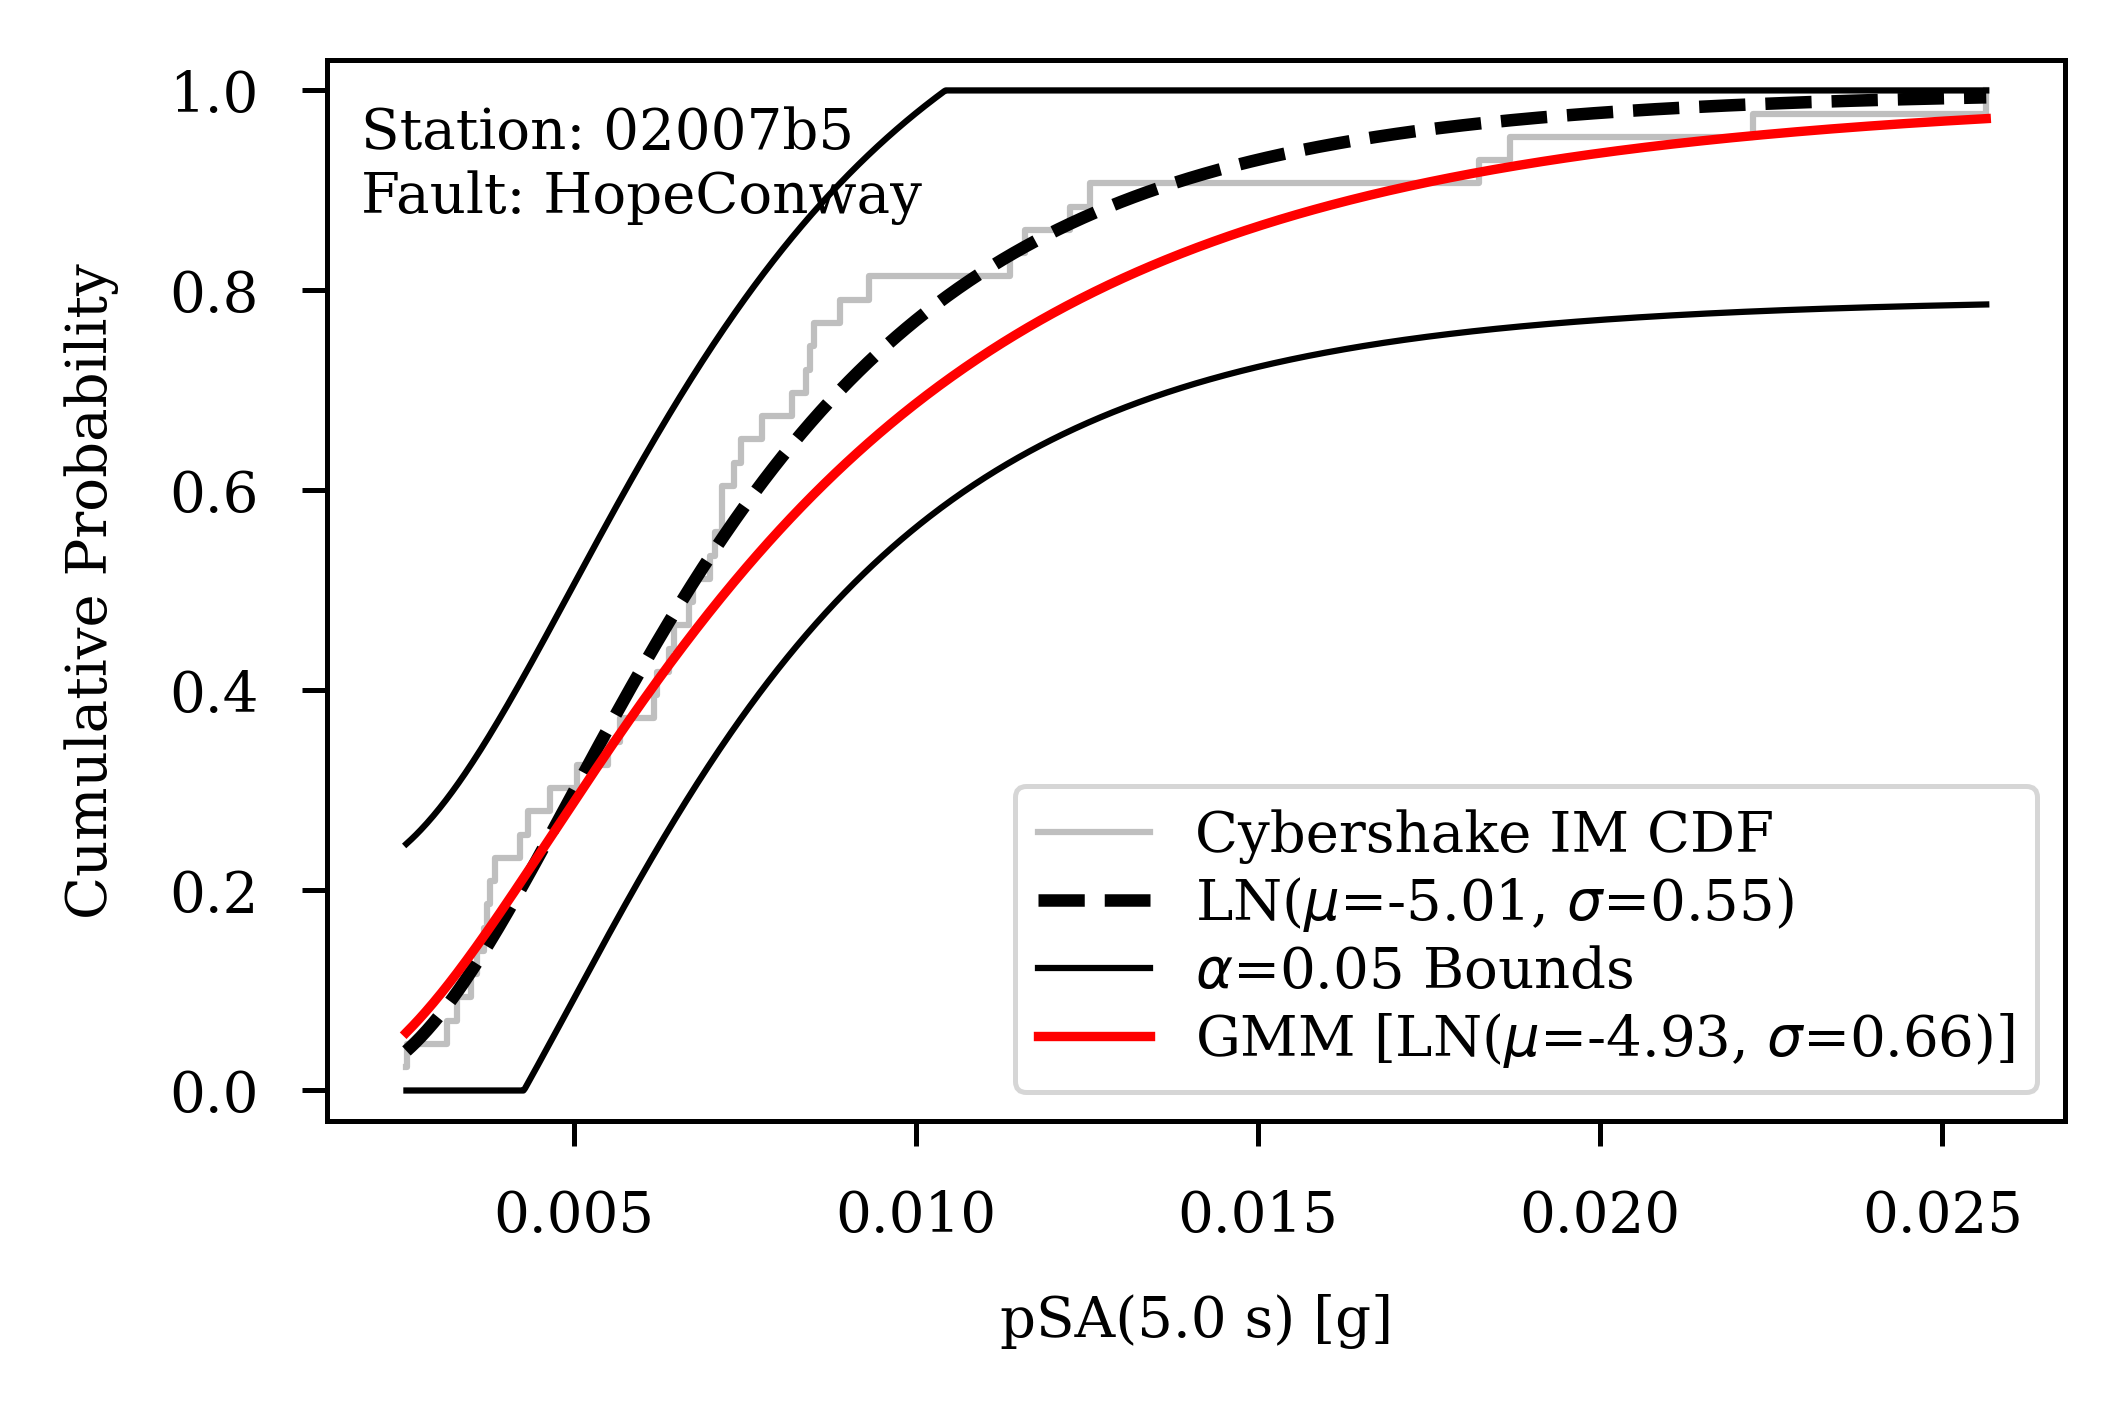 Station: 02007b5
Fault: HopeConway
Cumulative Probability
1.0
0.8
0.6
0.4
0.2
0.0
Cybershake IM CDF
LN(μ=-5.01, σ=0.55)
α=0.05 Bounds
GMM [LN(μ=-4.93, σ=0.66)]
0.005 0.010 0.015 0.020 0.025
pSA(5.0 s) [g]